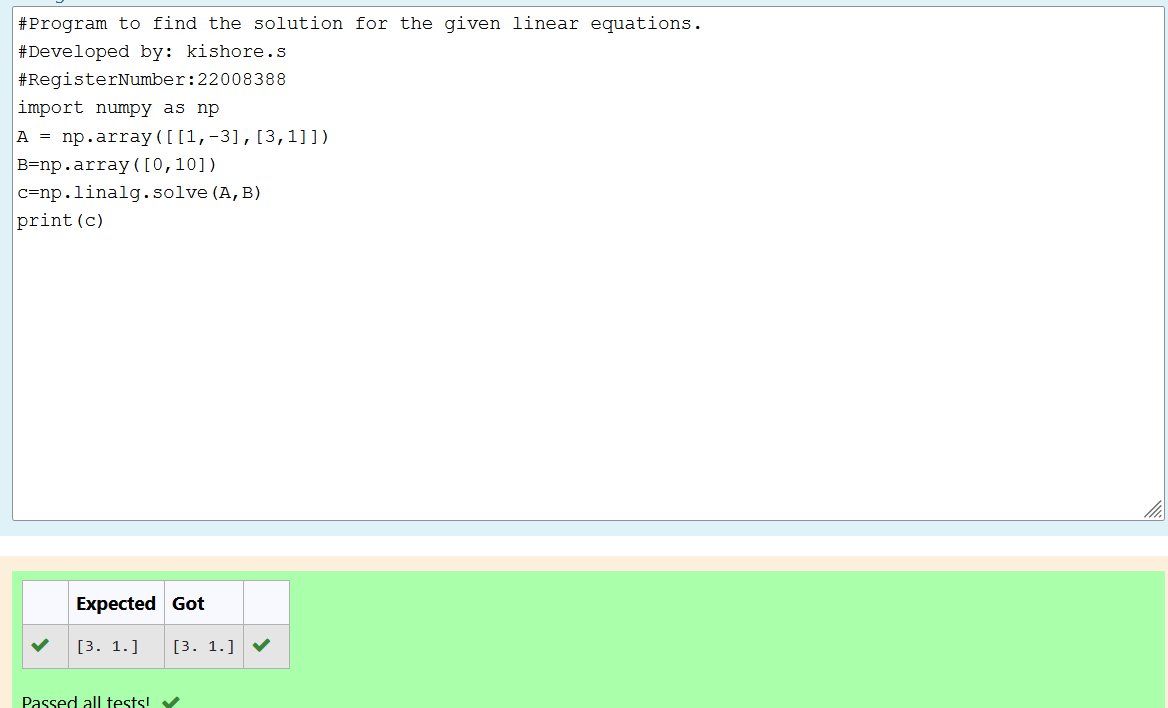 #Program to find the solution for the given linear equations.
#Developed by: kishore.s
#RegisterNumber:22008388
import numpy as np
A = np.array([[1,-3],[3,1]])
B=np.array([0,10])
c=np.linalg.solve(A,B)
print(c)
Expected Got
[3. 1.] [3. 1.]
Passed all tests!